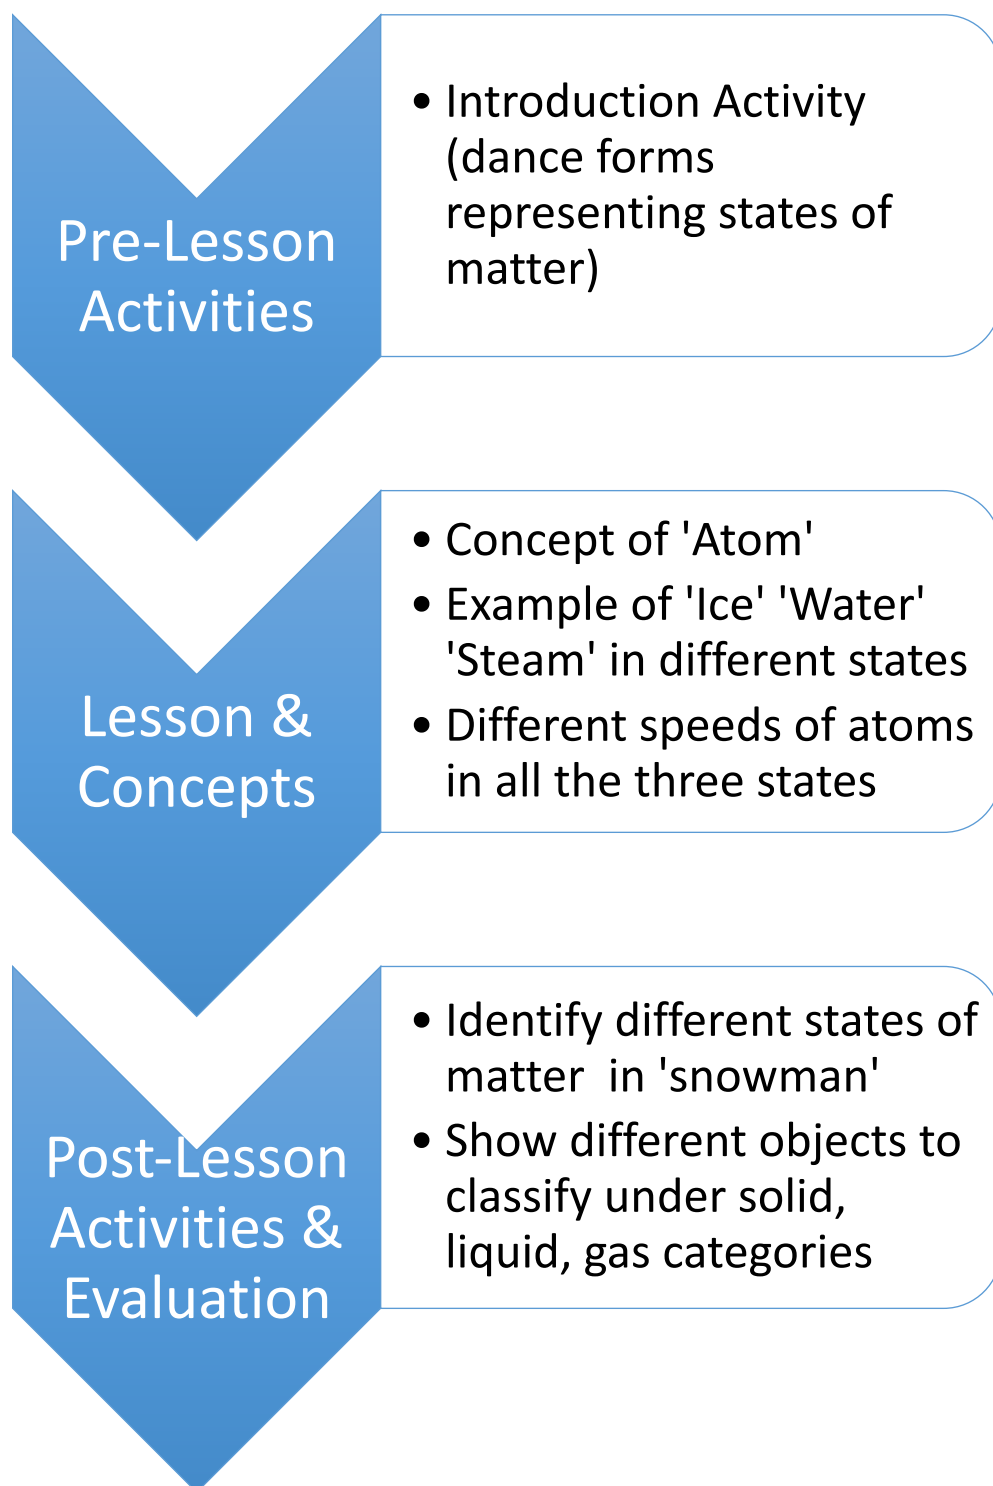 Pre-Lesson
Activities
• Introduction Activity
(dance forms
representing states of
matter)
Lesson &
Concepts
• Concept of 'Atom'
• Example of 'Ice' 'Water'
'Steam' in different states
• Different speeds of atoms
in all the three states
Post-Lesson
Activities &
Evaluation
• Identify different states of
matter  in 'snowman'
• Show different objects to
classify under solid,
liquid, gas categories